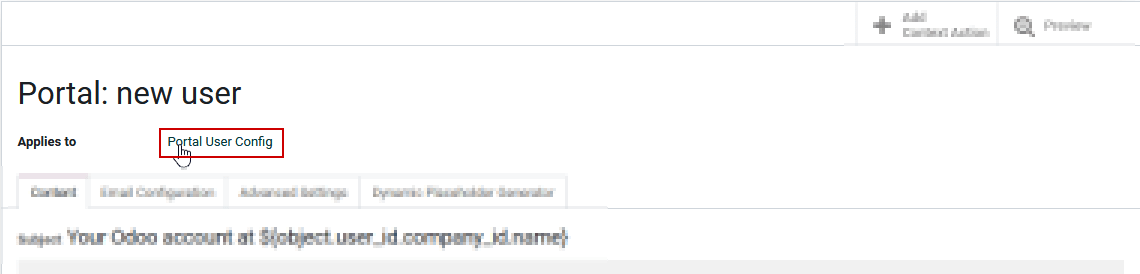 Add
Context Action
Preview
Portal: new user
Applies to
Portal User Config
Content
Email Configuration
Advanced Settings
Dynamic Placeholder Generator
Subject Your Odoo account at ${object.user_id.company_id.name}